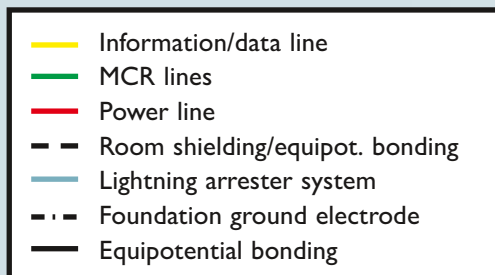 Information/data line
MCR lines
Power line
Room shielding/equipot. bonding
Lightning arrester system
Foundation ground electrode
Equipotential bonding